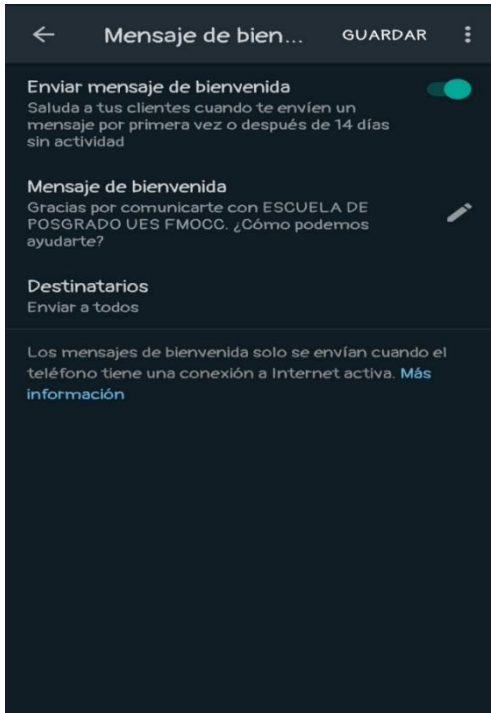 Mensaje de bien... GUARDAR
Enviar mensaje de bienvenida
Saluda a tus clientes cuando te envíen un
mensaje por primera vez o después de 14 días
sin actividad
Mensaje de bienvenida
Gracias por comunicarte con ESCUELA DE
POSGRADO UES FMOCC. ¿Cómo podemos
ayudarte?
Destinatarios
Enviar a todos
Los mensajes de bienvenida solo se envían cuando el
teléfono tiene una conexión a Internet activa. Más
información